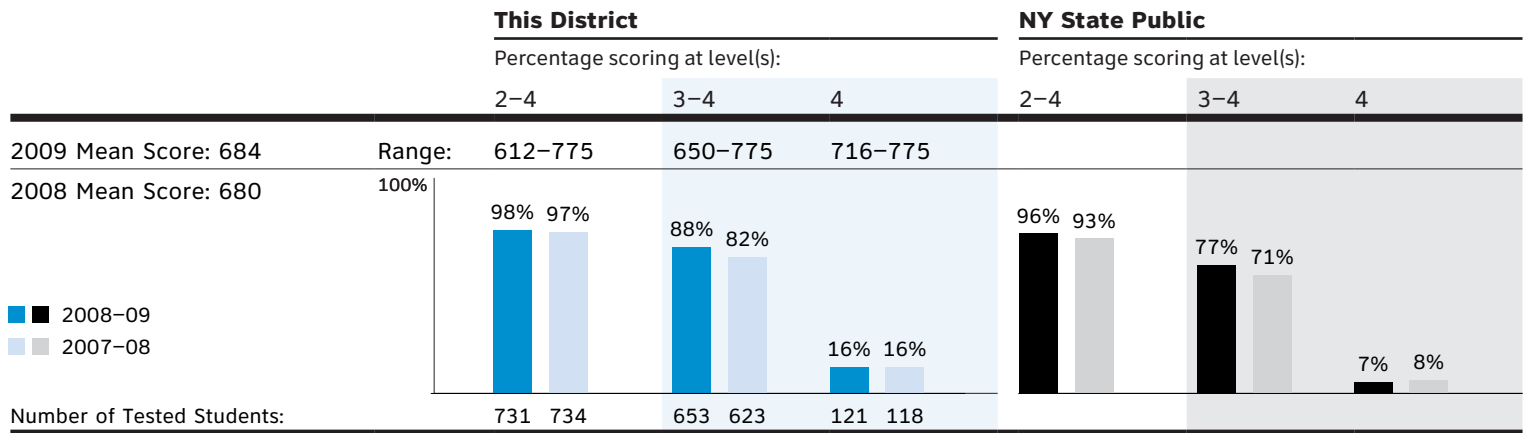 This District NY State Public
Percentage scoring at level(s): Percentage scoring at level(s):
2–4 3–4 4 2–4 3–4 4
2009 Mean Score: 684 Range: 612–775 650–775 716–775
2008 Mean Score: 680 100%
98% 97% 88% 82% 16% 16% 96% 93% 77% 71% 7% 8%
2008–09
2007–08
Number of Tested Students: 731 734 653 623 121 118